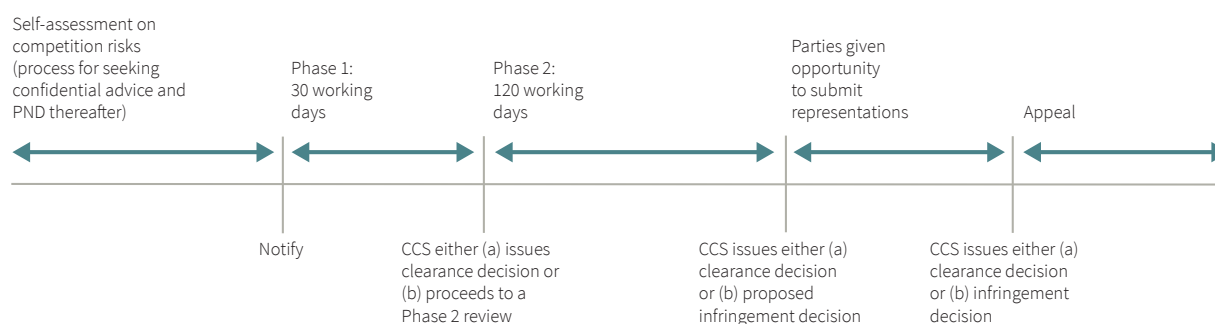 Self-assessment on
competition risks
(process for seeking
confidential advice and
PND thereafter)
Phase 1:
30 working
days
Phase 2:
120 working
days
Parties given
opportunity
to submit
representations
Appeal
Notify
CCS either (a) issues
clearance decision or
(b) proceeds to a
Phase 2 review
CCS issues either (a)
clearance decision
or (b) proposed
infringement decision
CCS issues either (a)
clearance decision
or (b) infringement
decision